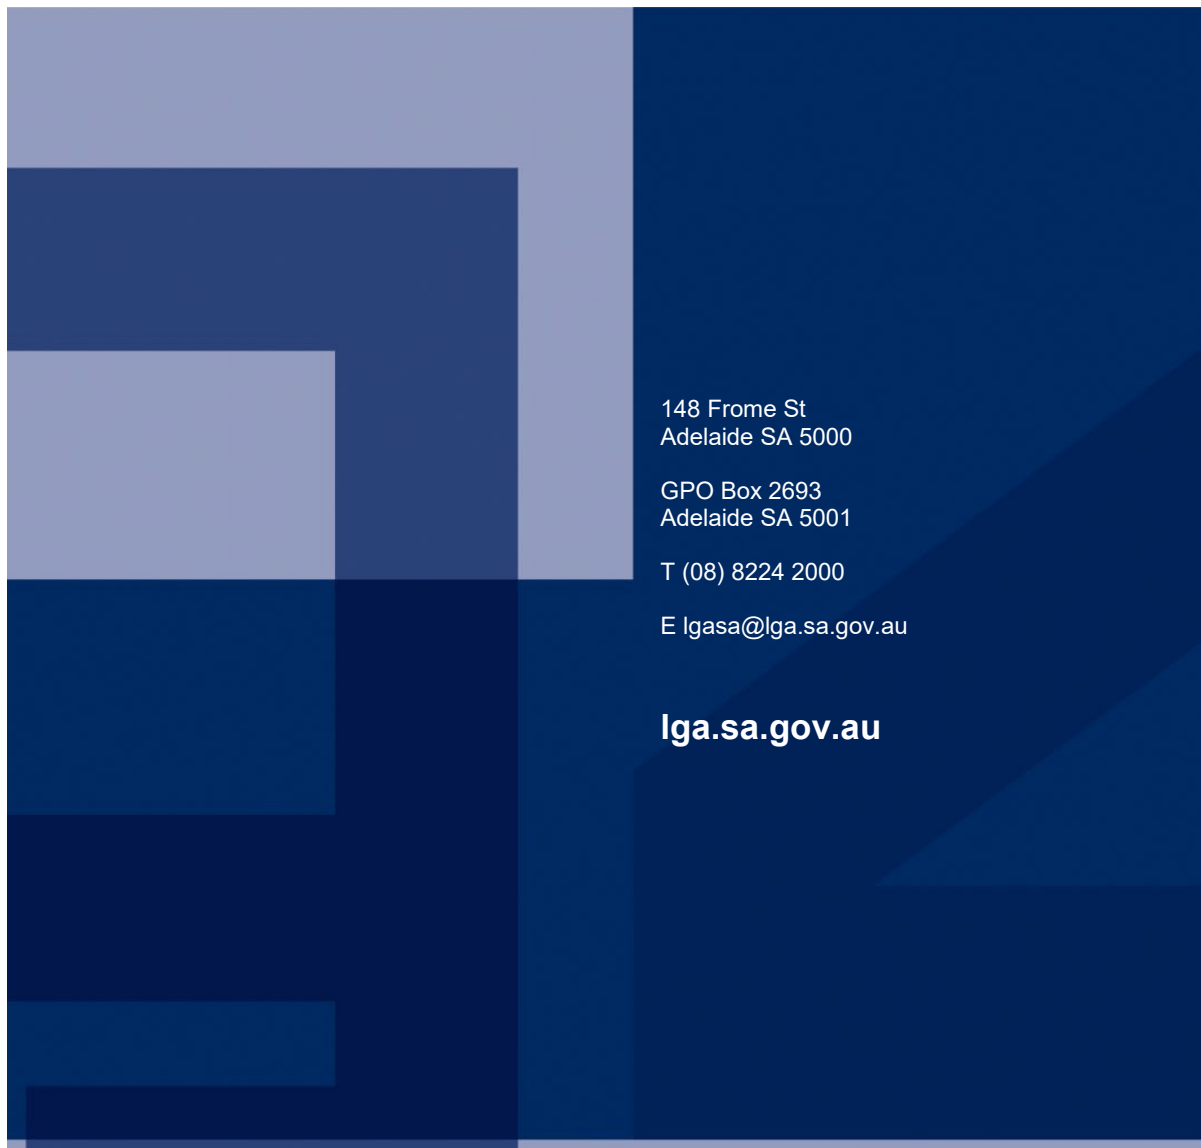 148 Frome St
Adelaide SA 5000
GPO Box 2693
Adelaide SA 5001
T (08) 8224 2000
E lgasa@lga.sa.gov.au
lga.sa.gov.au